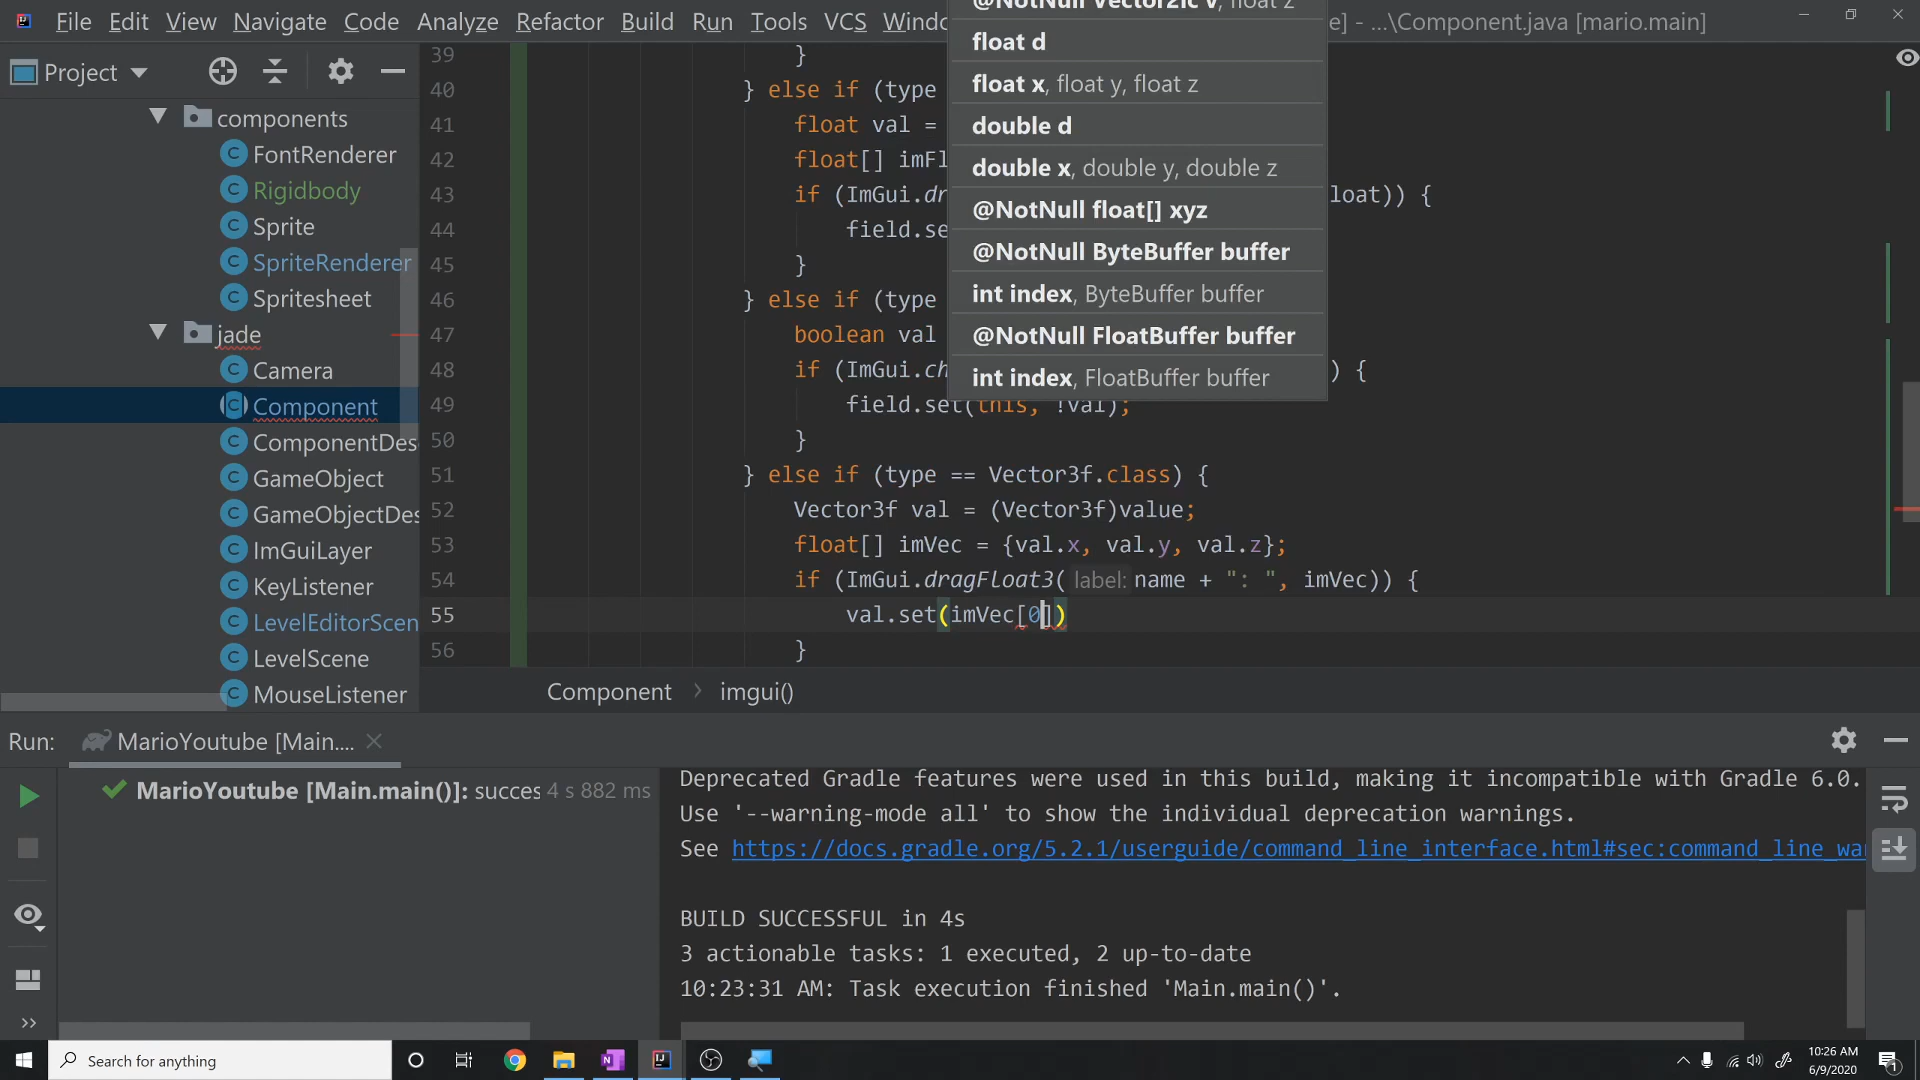 File Edit View Navigate Code Analyze Refactor Build Run Tools VCS Windo
e] - ...\Component.java [mario.main]
Project
components
FontRenderer
Rigidbody
Sprite
SpriteRenderer
Spritesheet
jade
Camera
Component
ComponentDes
GameObject
GameObjectDes
ImGuiLayer
KeyListener
LevelEditorScen
LevelScene
MouseListener
@NotNull Vector2ic v, float z
float d
float x, float y, float z
double d
double x, double y, double z
@NotNull float[] xyz
@NotNull ByteBuffer buffer
int index, ByteBuffer buffer
@NotNull FloatBuffer buffer
int index, FloatBuffer buffer
39 }
40 } else if (type
41 float val =
42 float[] imFl
43 if (ImGui.dr loat)) {
44 field.se
45 }
46 } else if (type
47 boolean val
48 if (ImGui.ch ) {
49 field.set(this, !val);
50 }
51 } else if (type == Vector3f.class) {
52 Vector3f val = (Vector3f)value;
53 float[] imVec = {val.x, val.y, val.z};
54 if (ImGui.dragFloat3( label: name + ": ", imVec)) {
55 val.set(imVec[0])
56 }
Component > imgui()
Run: MarioYoutube [Main....
MarioYoutube [Main.main()]: succes 4 s 882 ms
Deprecated Gradle features were used in this build, making it incompatible with Gradle 6.0.
Use '--warning-mode all' to show the individual deprecation warnings.
See https://docs.gradle.org/5.2.1/userguide/command_line_interface.html#sec:command_line_wa
BUILD SUCCESSFUL in 4s
3 actionable tasks: 1 executed, 2 up-to-date
10:23:31 AM: Task execution finished 'Main.main()'.
Search for anything
10:26 AM
6/9/2020